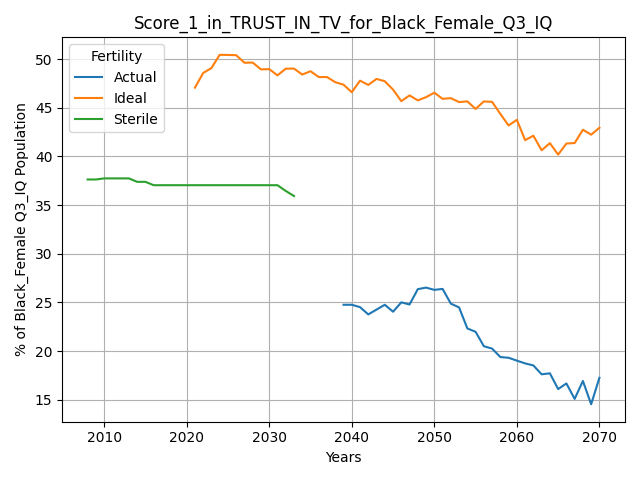 Score_1_in_TRUST_IN_TV_for_Black_Female_Q3_IQ
Fertility
Actual
Ideal
Sterile
% of Black_Female Q3_IQ Population
50
45
40
35
30
25
20
15
2010 2020 2030 2040 2050 2060 2070
Years